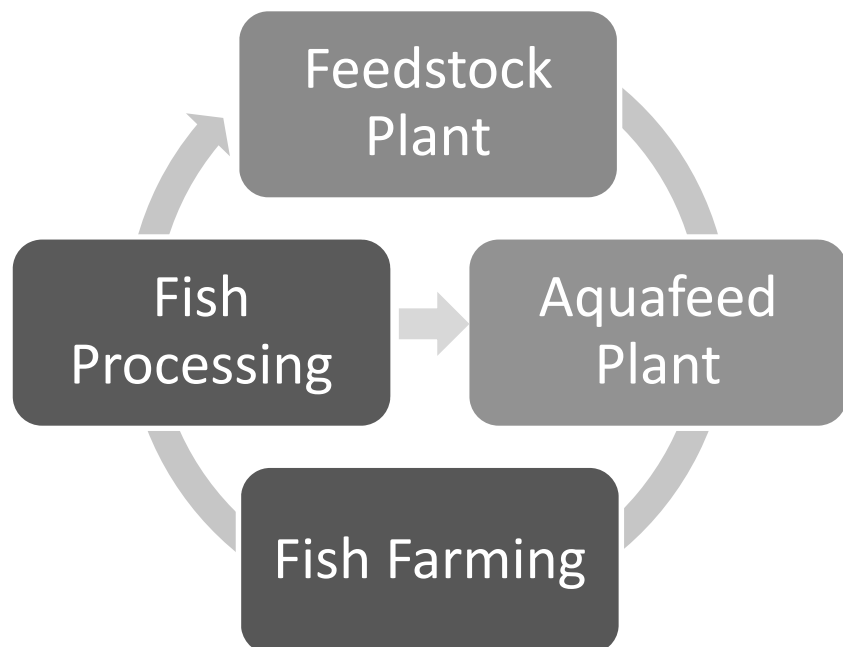 Feedstock
Plant
Fish
Processing
Aquafeed
Plant
Fish Farming